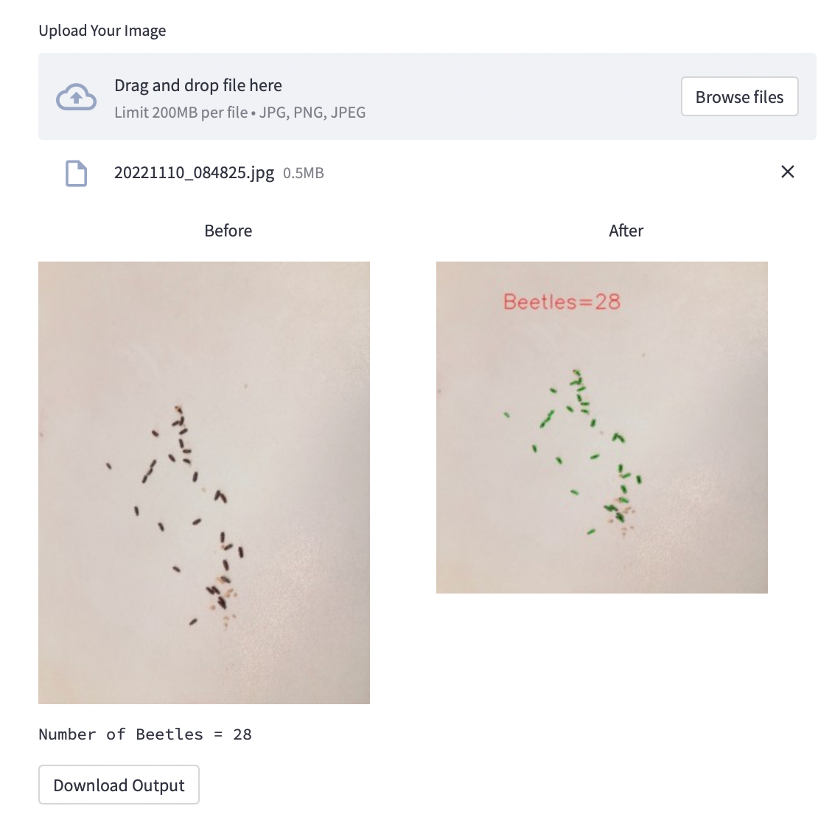 Upload Your Image
Drag and drop file here
Limit 200MB per file • JPG, PNG, JPEG
Browse files
20221110_084825.jpg 0.5MB
Before
After
Beetles=28
Number of Beetles = 28
Download Output